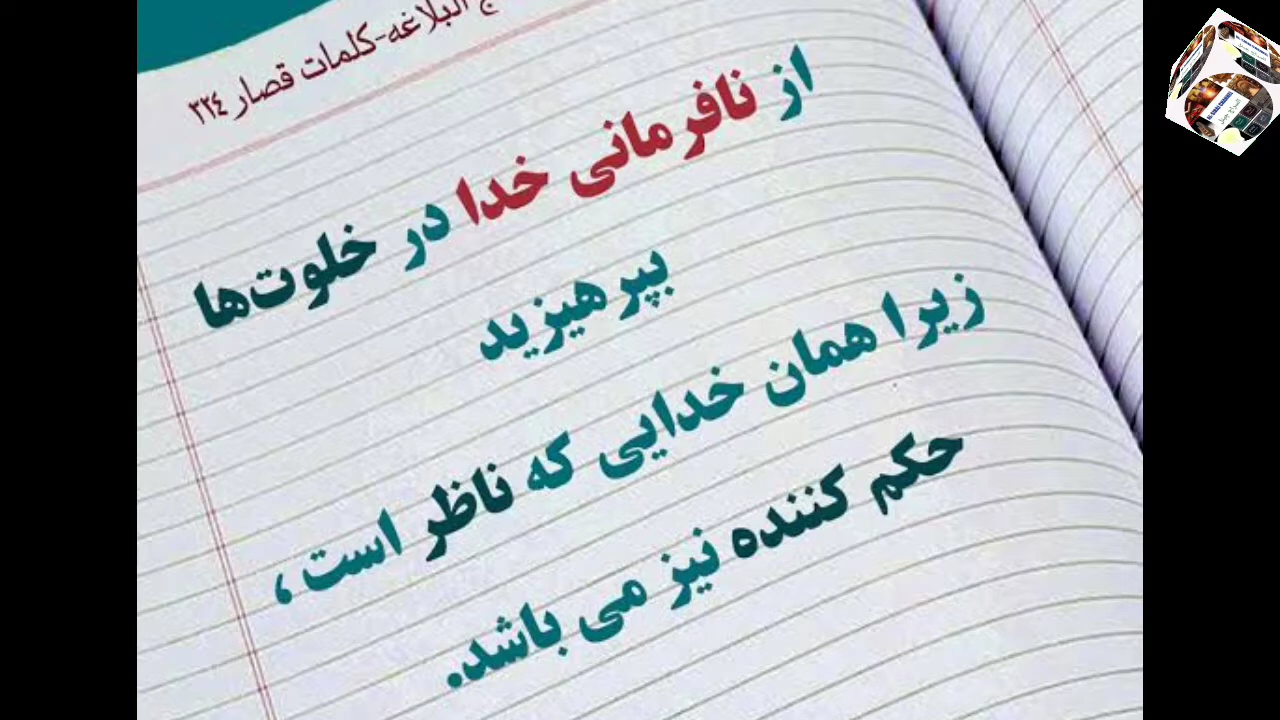 البلاغه-کلمات قصار ۳۲٤
از نافرمانی خدا در خلوت‌ها
بپرهیزید
زیرا همان خدایی که ناظر است ،
حکم کننده نیز می باشد.